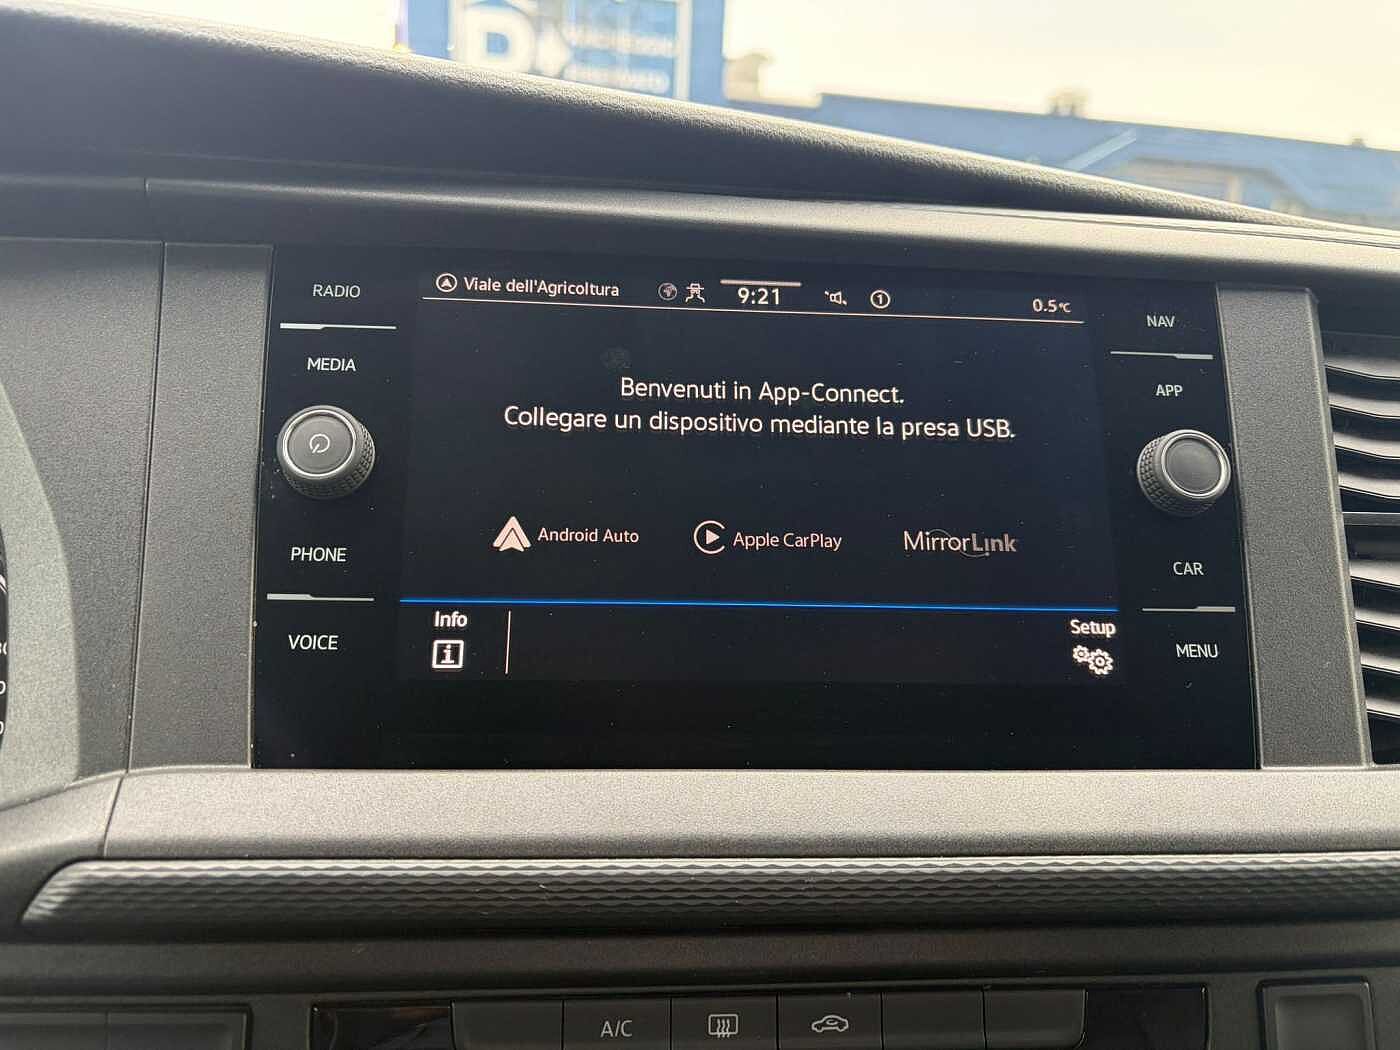 RADIO
MEDIA
PHONE
VOICE
Viale dell'Agricoltura
9:21
1
0.5°C
Benvenuti in App-Connect.
Collegare un dispositivo mediante la presa USB.
Android Auto
Apple CarPlay
MirrorLink
Info
i
Setup
NAV
APP
CAR
MENU
A/C